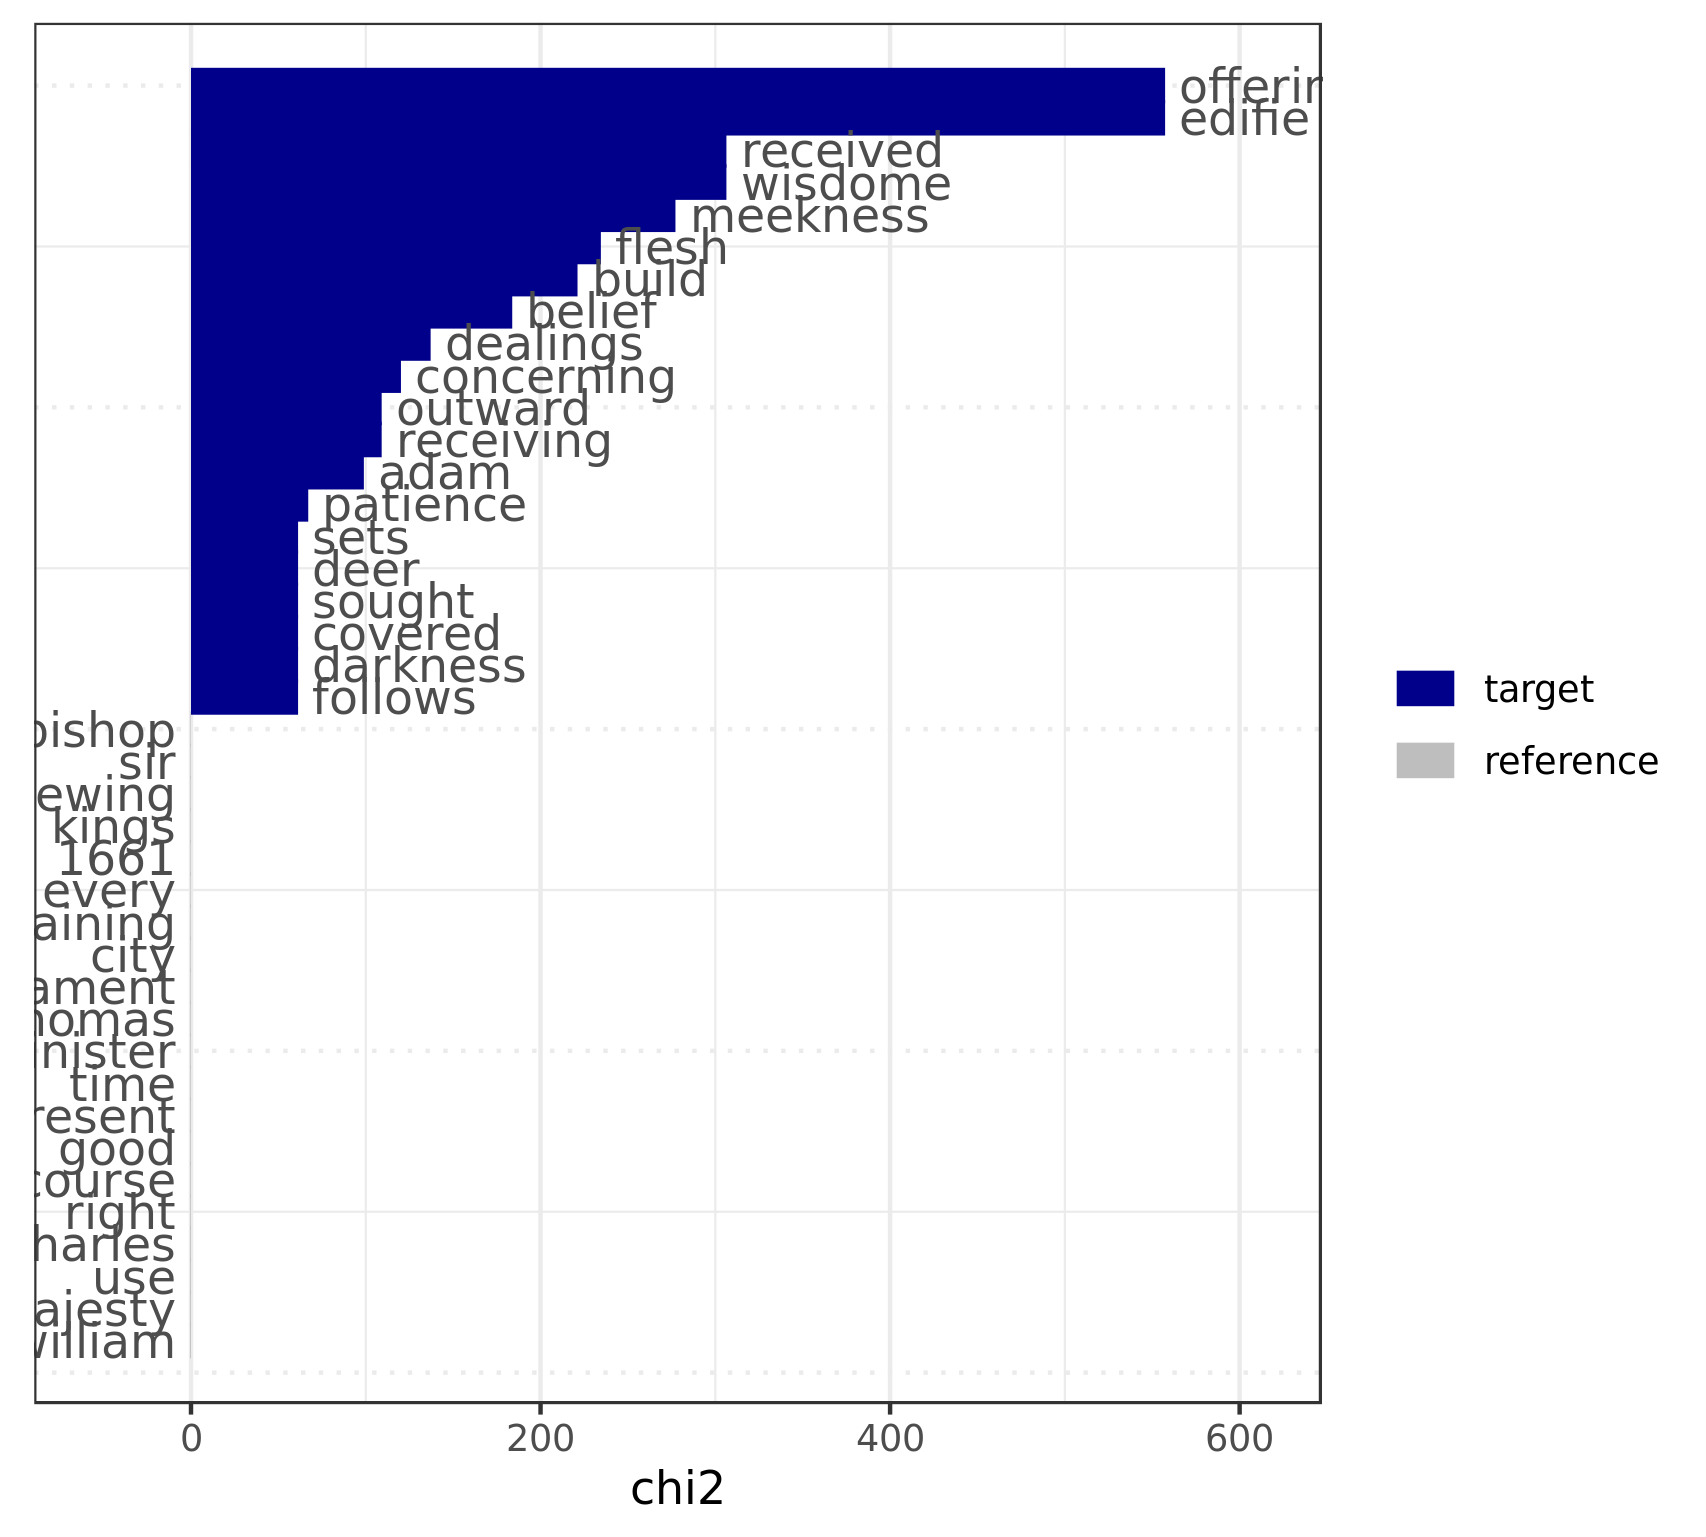 offerin
edifie
received
wisdome
meekness
flesh
build
belief
dealings
concerning
outward
receiving
adam
patience
sets
deer
sought
covered
darkness
follows
bishop
sir
ewing
kings
1661
every
aining
city
ament
homas
nister
time
resent
good
course
right
harles
use
ajesty
william
target
reference
0 200 400 600
chi2